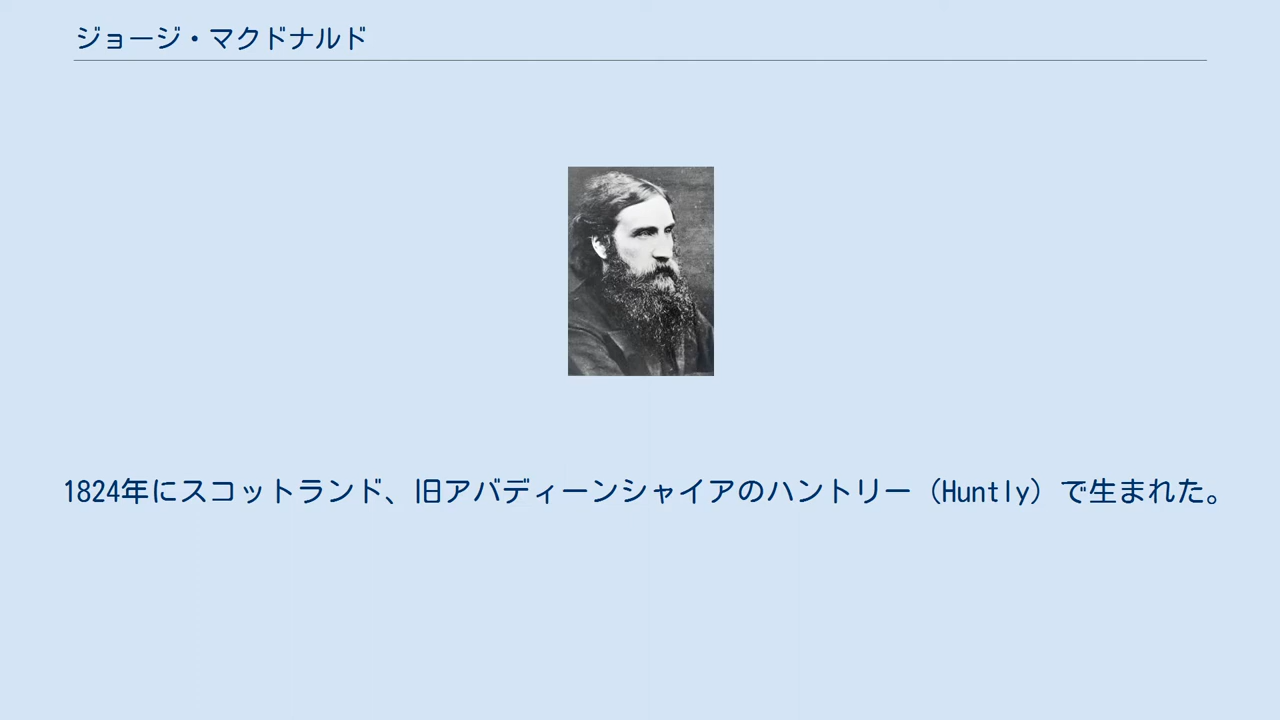 ジョージ・マクドナルド
1824年にスコットランド、旧アバディーンシャイアのハントリー（Huntly）で生まれた。